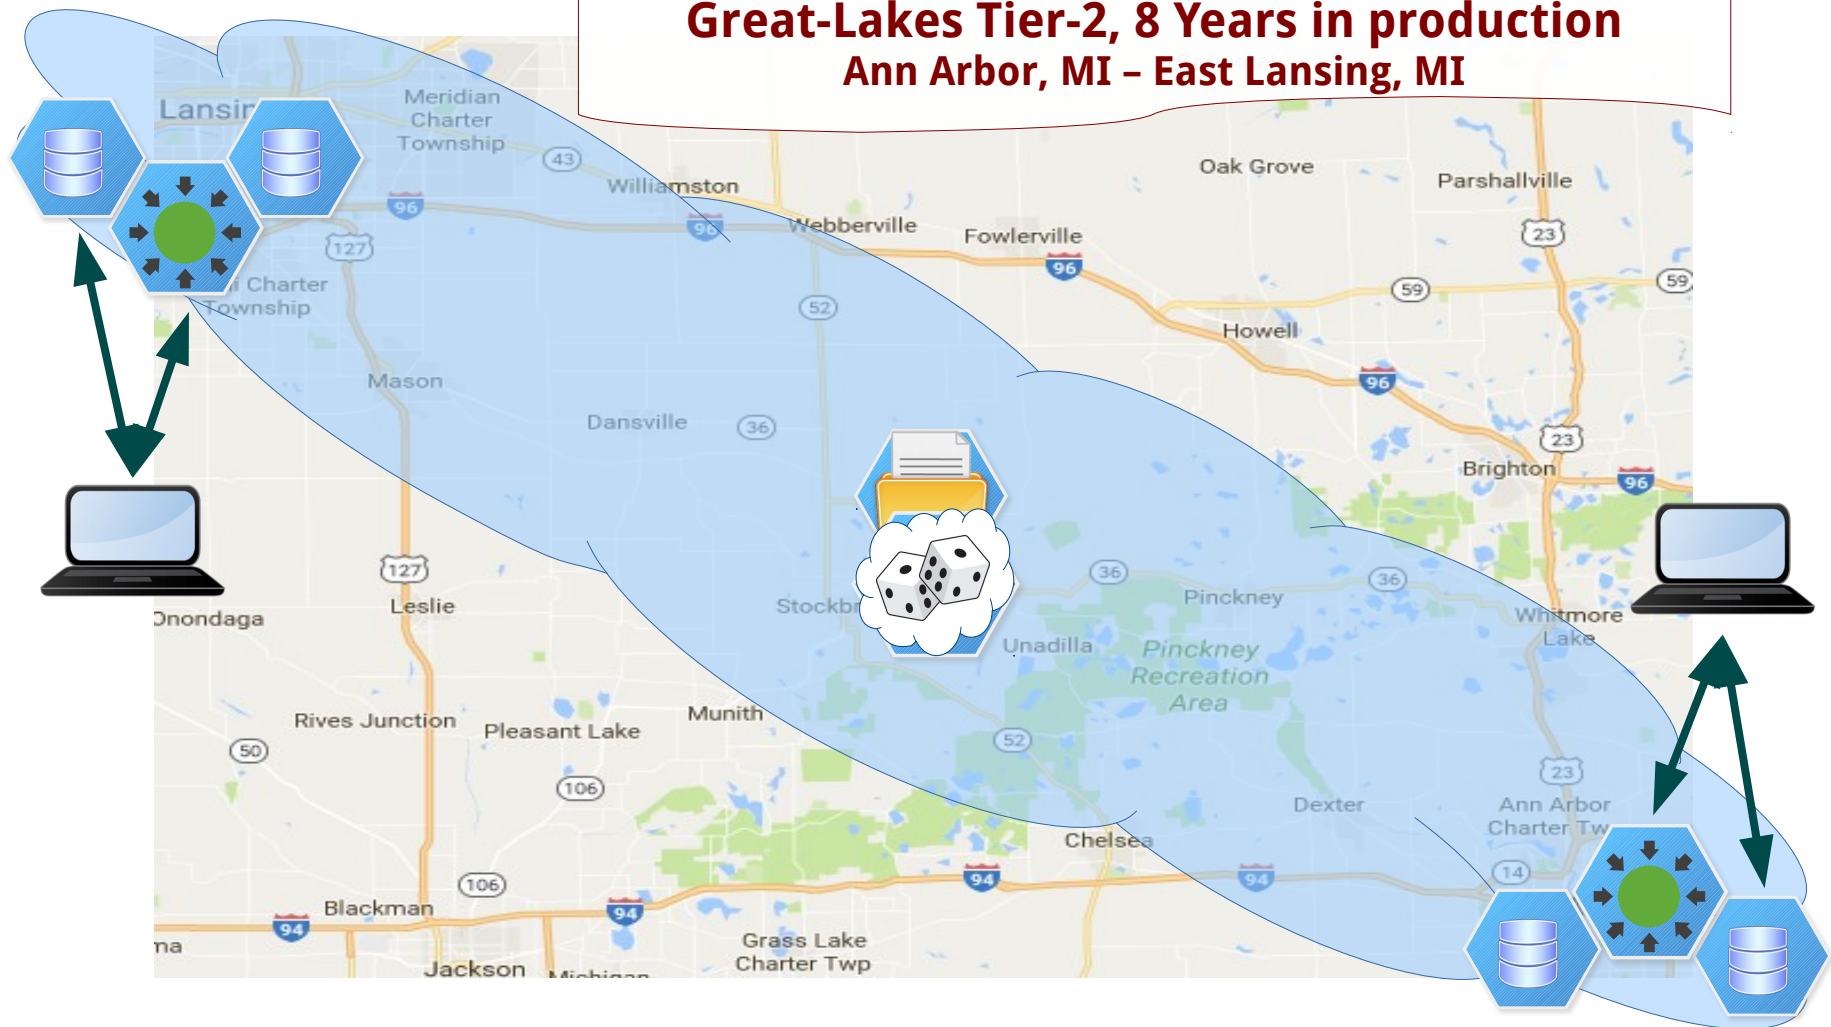 Great-Lakes Tier-2, 8 Years in production
Ann Arbor, MI – East Lansing, MI
Meridian
Charter
Township
43
Williamston
96
96
127
Charter
Township
Webberville
Fowlerville
96
Oak Grove
Parshallville
23
59
59
52
Howell
96
Mason
Dansville
36
23
Brighton
96
127
Leslie
Onondaga
36
36
Pinckney
Whitmore
Lake
Unadilla
Pinckney
Recreation
Area
Rives Junction
Pleasant Lake
Munith
50
106
52
23
Dexter
Ann Arbor
Charter Tw
Chelsea
106
94
94
14
Blackman
94
94
Grass Lake
Charter Twp
Jackson
Michigan